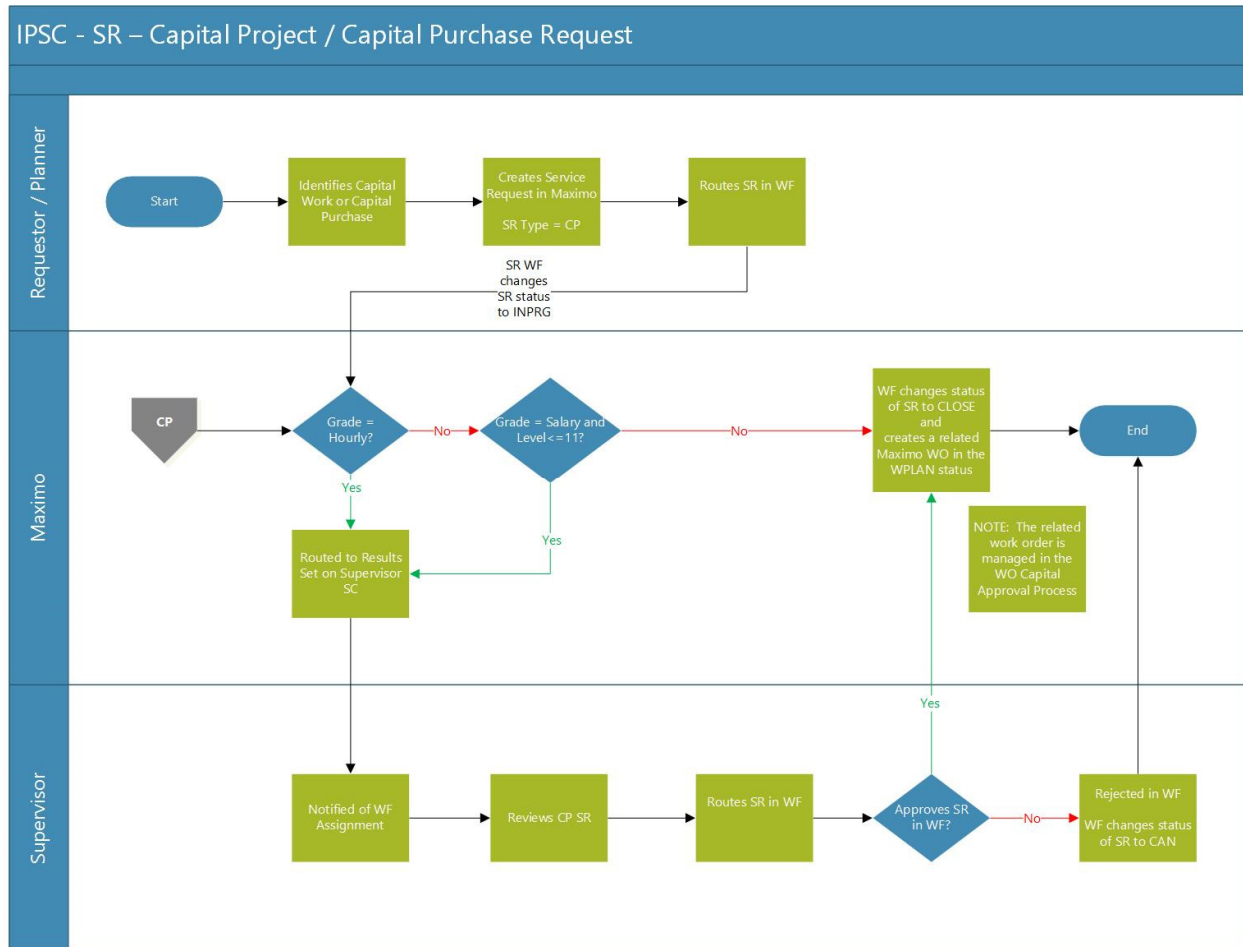 IPSC - SR – Capital Project / Capital Purchase Request
Requestor / Planner
Start
Identifies Capital
Work or Capital
Purchase
Creates Service
Request in Maximo
SR Type = CP
Routes SR in WF
SR WF
changes
SR status
to INPRG
Maximo
CP
Grade =
Hourly?
No
Grade = Salary and
Level<=11?
No
WF changes status
of SR to CLOSE
and
creates a related
Maximo WO in the
WPLAN status
End
Yes
Yes
Routed to Results
Set on Supervisor
SC
NOTE:  The related
work order is
managed in the
WO Capital
Approval Process
Supervisor
Yes
Notified of WF
Assignment
Reviews CP SR
Routes SR in WF
Approves SR
in WF?
No
Rejected in WF
WF changes status
of SR to CAN